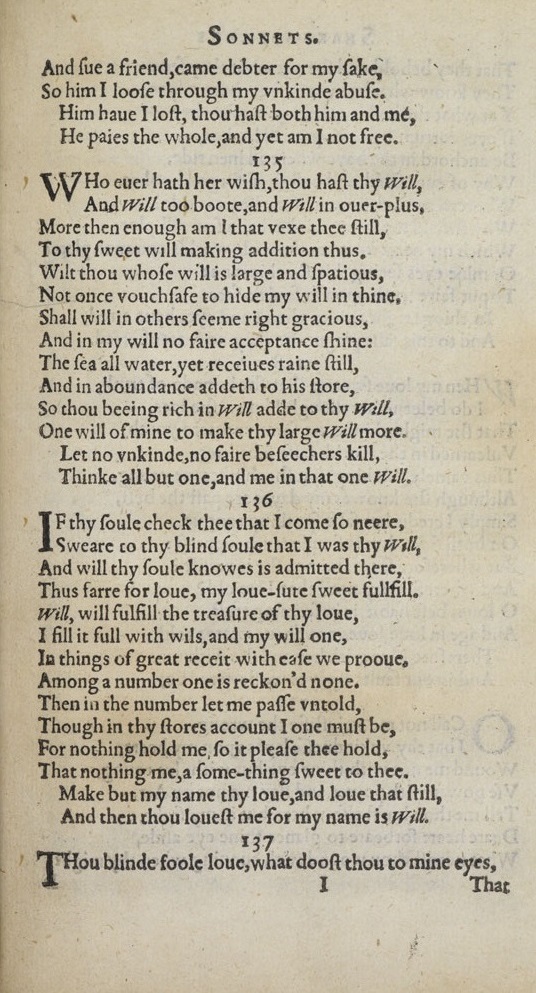 SONNETS.
And ſue a friend,came debter for my ſake,
So him I looſe through my vnkinde abuſe.
Him haue I loſt, thou haſt both him and me,
He paies the whole,and yet am I not free.
135
WHo euer hath her wiſh,thou haſt thy Will,
And Will too boote,and Will in ouer-plus,
More then enough am I that vexe thee ſtill,
To thy ſweet will making addition thus.
Wilt thou whoſe will is large and ſpatious,
Not once vouchſafe to hide my will in thine,
Shall will in others ſeeme right gracious,
And in my will no faire acceptance ſhine:
The ſea all water,yet receiues raine ſtill,
And in aboundance addeth to his ſtore,
So thou beeing rich in Will adde to thy Will,
One will of mine to make thy large Will more.
Let no vnkinde,no faire beſeechers kill,
Thinke all but one,and me in that one Will.
136
IF thy ſoule check thee that I come ſo neere,
Sweare to thy blind ſoule that I was thy Will,
And will thy ſoule knowes is admitted there,
Thus farre for loue, my loue-ſute ſweet fullfill.
Will, will fulfill the treaſure of thy loue,
I fill it full with wils,and my will one,
In things of great receit with eaſe we prooue,
Among a number one is reckon'd none.
Then in the number let me paſſe vntold,
Though in thy ſtores account I one muſt be,
For nothing hold me,ſo it pleaſe thee hold,
That nothing me,a ſome-thing ſweet to thee.
Make but my name thy loue,and loue that ſtill,
And then thou loueſt me for my name is Will.
137
THou blinde foole loue,what dooſt thou to mine eyes,
I That